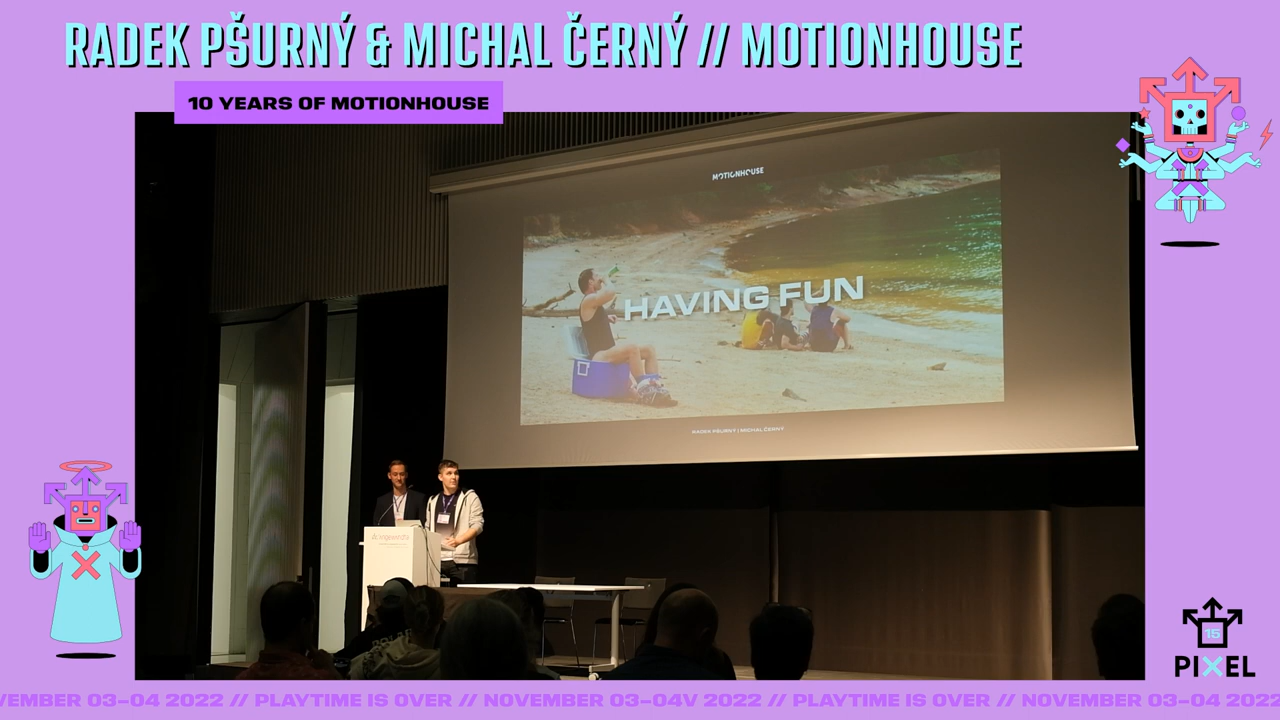 RADEK PŠURNÝ & MICHAL ČERNÝ // MOTIONHOUSE
10 YEARS OF MOTIONHOUSE
MOTIONHOUSE
HAVING FUN
RADEK PŠURNÝ | MICHAL ČERNÝ
15
PIXEL
VEMBER 03–04 2022 // PLAYTIME IS OVER // NOVEMBER 03–04V 2022 // PLAYTIME IS OVER // NOVEMBER 03–04 2022